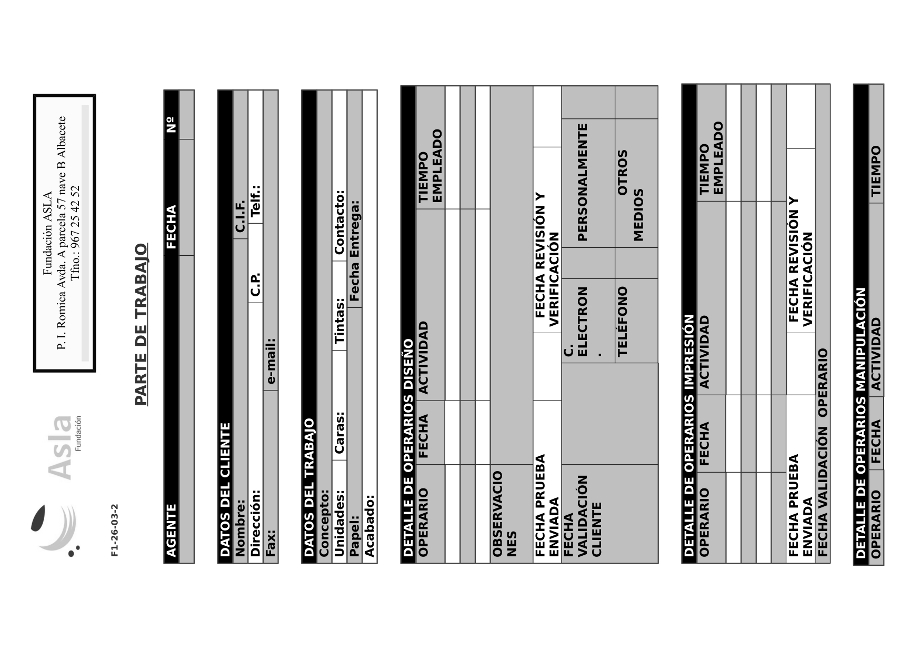 Asla
Fundación
Fundación ASLA
P. I. Romica Avda. A parcela 57 nave B Albacete
Tfno.: 967 25 42 52
F1-26-03-2
PARTE DE TRABAJO
AGENTE FECHA Nº
DATOS DEL CLIENTE
Nombre: C.I.F.
Dirección: C.P. Telf.:
Fax: e-mail:
DATOS DEL TRABAJO
Concepto:
Unidades: Caras: Tintas: Contacto:
Papel: Fecha Entrega:
Acabado:
DETALLE DE OPERARIOS DISEÑO
OPERARIO FECHA ACTIVIDAD TIEMPO
EMPLEADO
OBSERVACIO
NES
FECHA PRUEBA
ENVIADA
FECHA REVISIÓN Y
VERIFICACIÓN
FECHA
VALIDACIÓN
CLIENTE
C.
ELECTRON
.
PERSONALMENTE
TELÉFONO
OTROS
MEDIOS
DETALLE DE OPERARIOS IMPRESIÓN
OPERARIO FECHA ACTIVIDAD TIEMPO
EMPLEADO
FECHA PRUEBA
ENVIADA
FECHA REVISIÓN Y
VERIFICACIÓN
FECHA VALIDACIÓN OPERARIO
DETALLE DE OPERARIOS MANIPULACIÓN
OPERARIO FECHA ACTIVIDAD TIEMPO